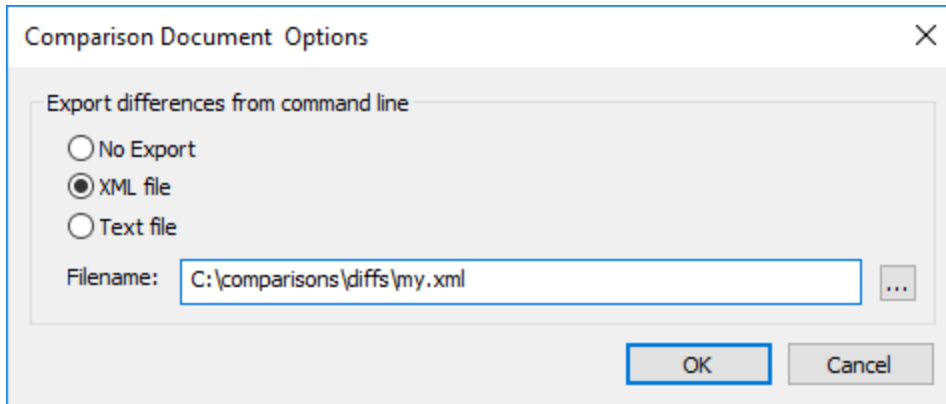 Comparison Document  Options
Export differences from command line
No Export
XML file
Text file
Filename: C:\comparisons\diffs\my.xml ...
OK Cancel